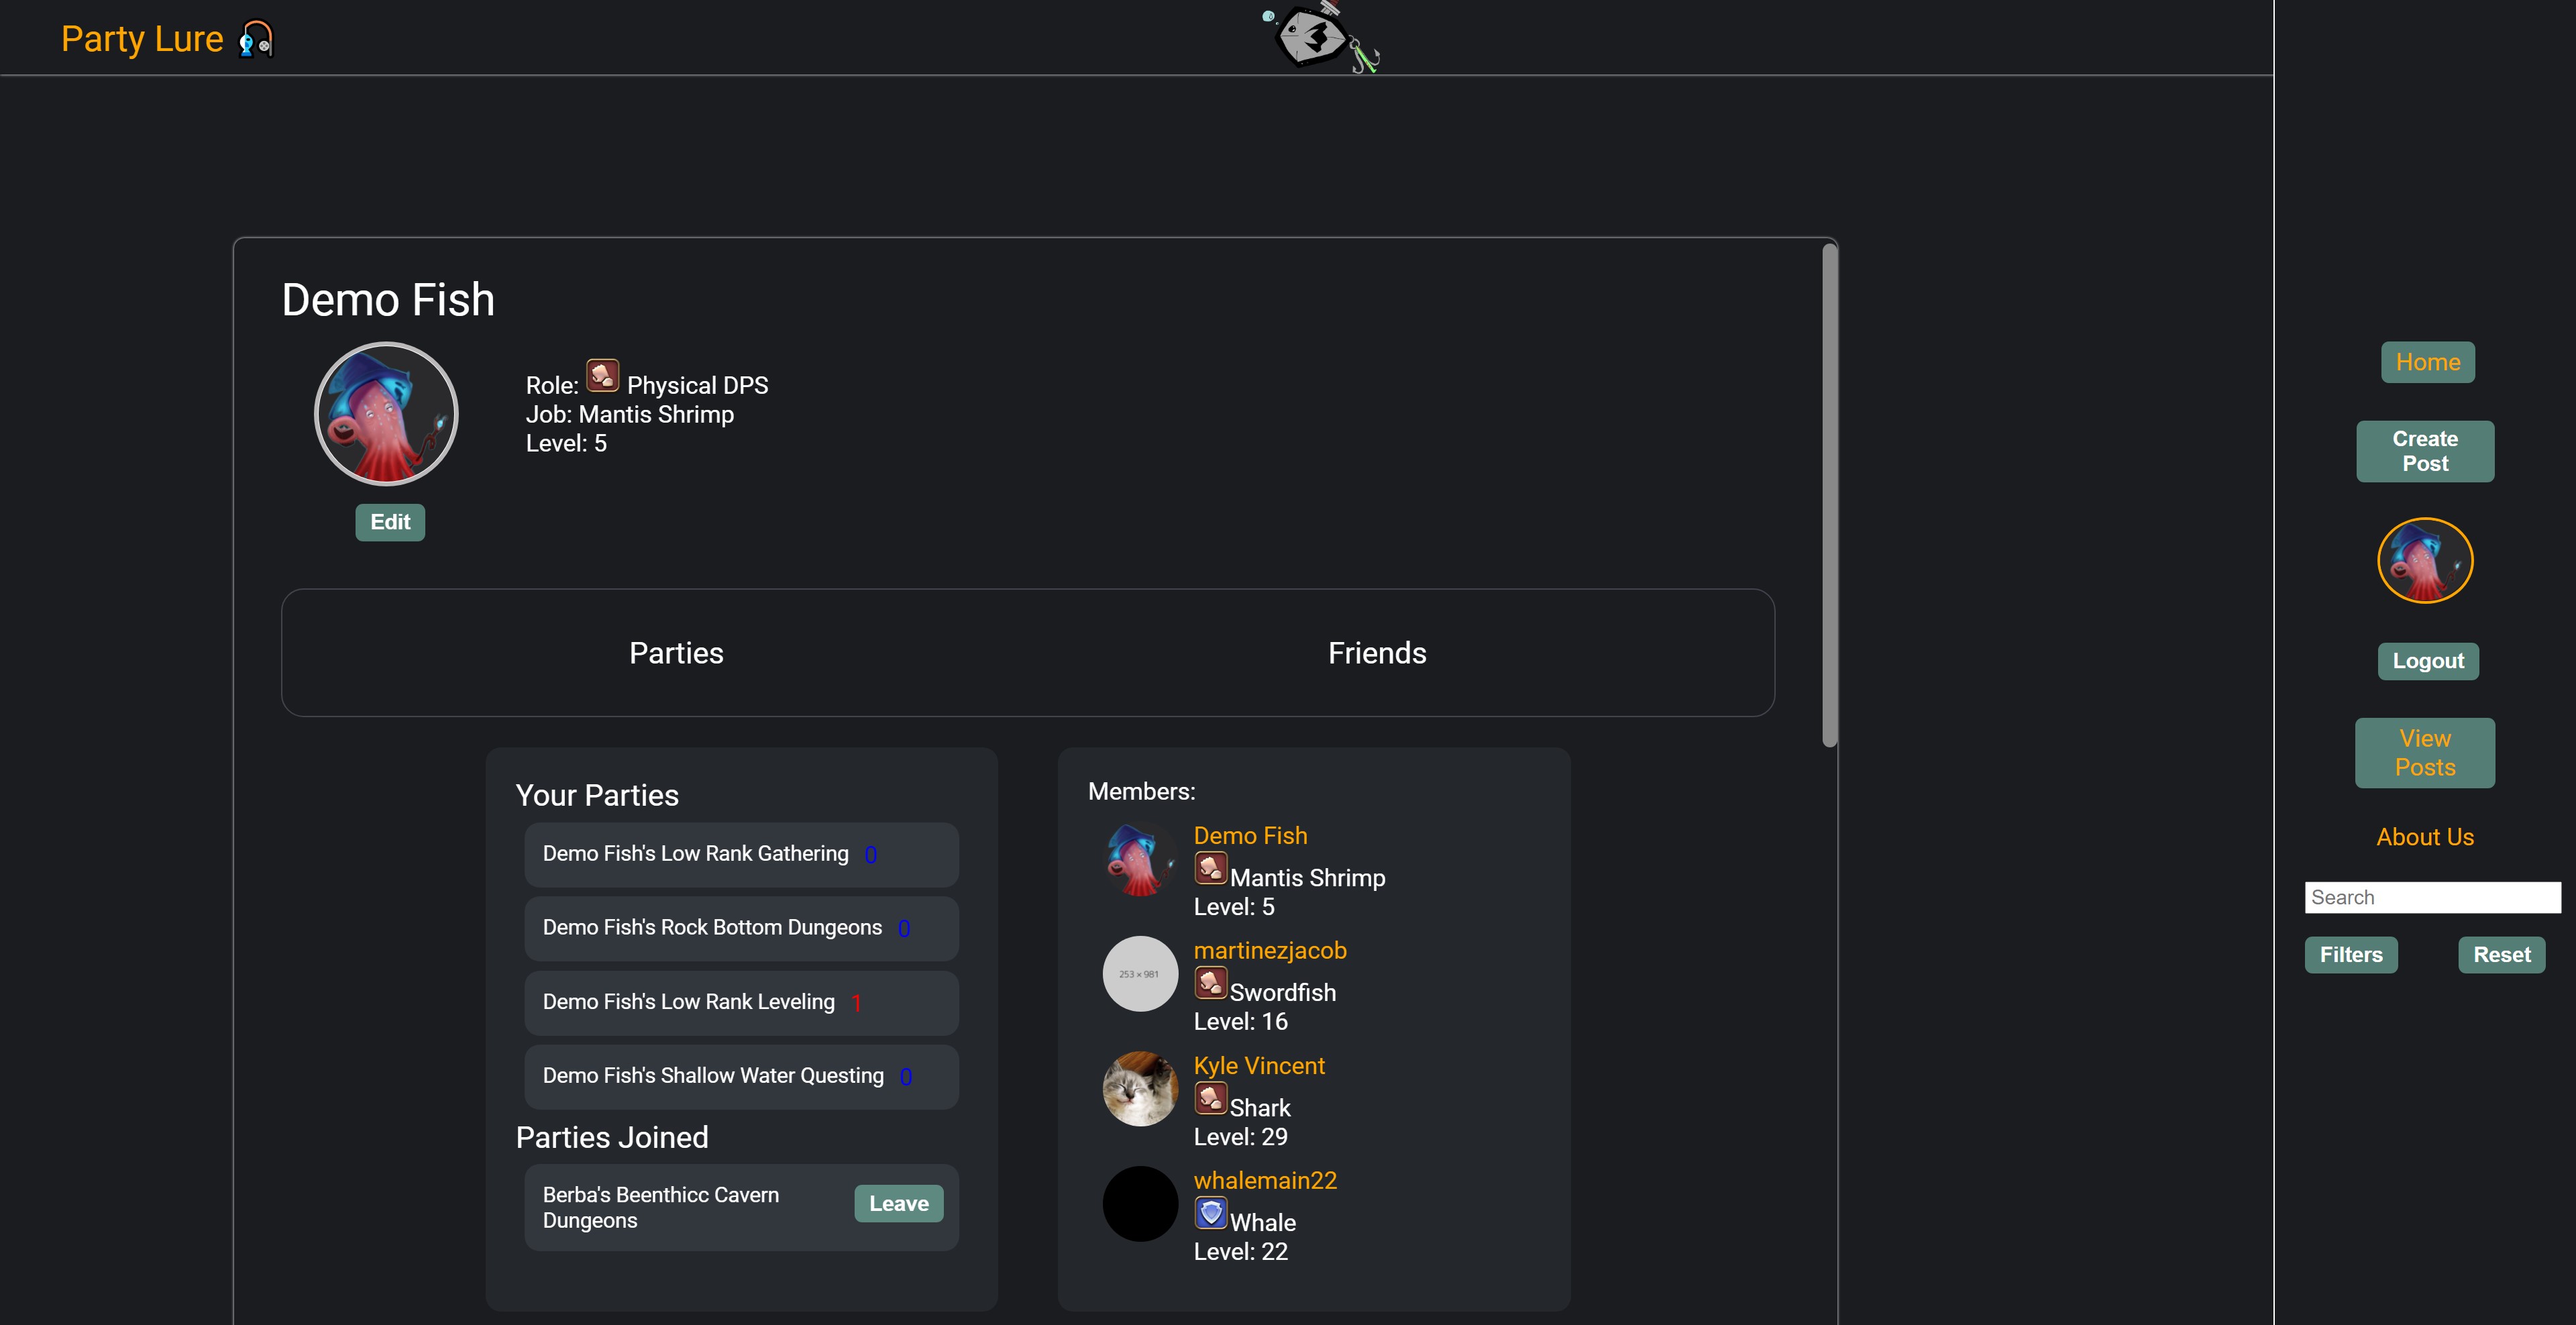 Party Lure
Demo Fish
Role: Physical DPS
Job: Mantis Shrimp
Level: 5
Edit
Parties
Friends
Your Parties
Demo Fish's Low Rank Gathering 0
Demo Fish's Rock Bottom Dungeons 0
Demo Fish's Low Rank Leveling 1
Demo Fish's Shallow Water Questing 0
Parties Joined
Berba's Beenthicc Cavern
Dungeons
Leave
Members:
Demo Fish
Mantis Shrimp
Level: 5
253 × 981
martinezjacob
Swordfish
Level: 16
Kyle Vincent
Shark
Level: 29
whalemain22
Whale
Level: 22
Home
Create
Post
Logout
View
Posts
About Us
Search
Filters
Reset